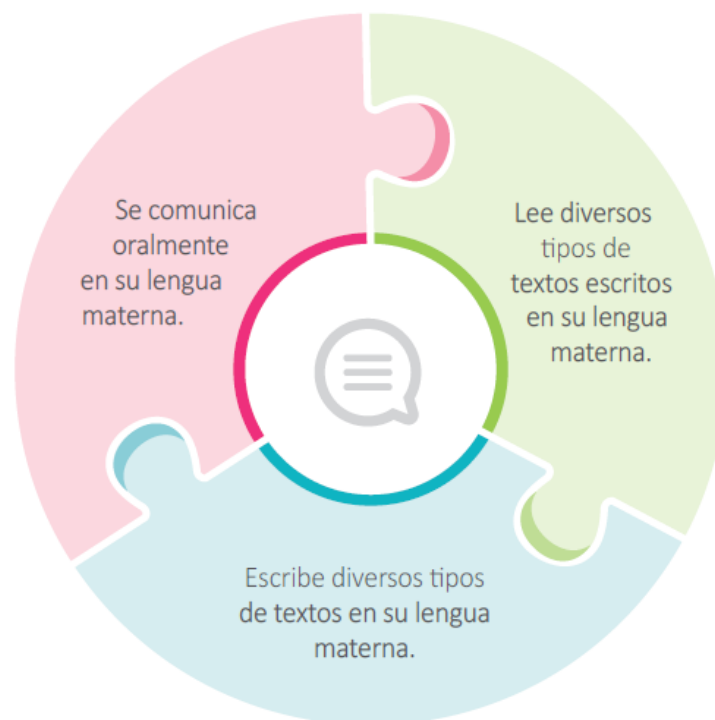 Se comunica
oralmente
en su lengua
materna.
Lee diversos
tipos de
textos escritos
en su lengua
materna.
Escribe diversos tipos
de textos en su lengua
materna.